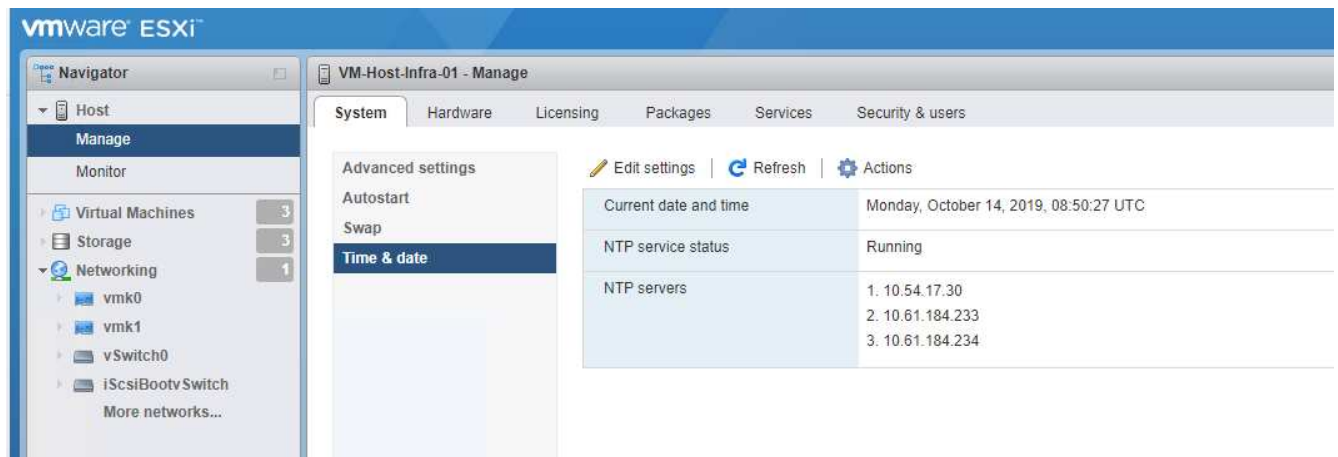 vmware ESXi™
Navigator
VM-Host-Infra-01 - Manage
Host
Manage
Monitor
Virtual Machines 3
Storage 3
Networking 1
vmk0
vmk1
vSwitch0
iScsiBootvSwitch
More networks...
System Hardware Licensing Packages Services Security & users
Advanced settings
Autostart
Swap
Time & date
Edit settings | Refresh | Actions
Current date and time Monday, October 14, 2019, 08:50:27 UTC
NTP service status Running
NTP servers 1. 10.54.17.30
2. 10.61.184.233
3. 10.61.184.234